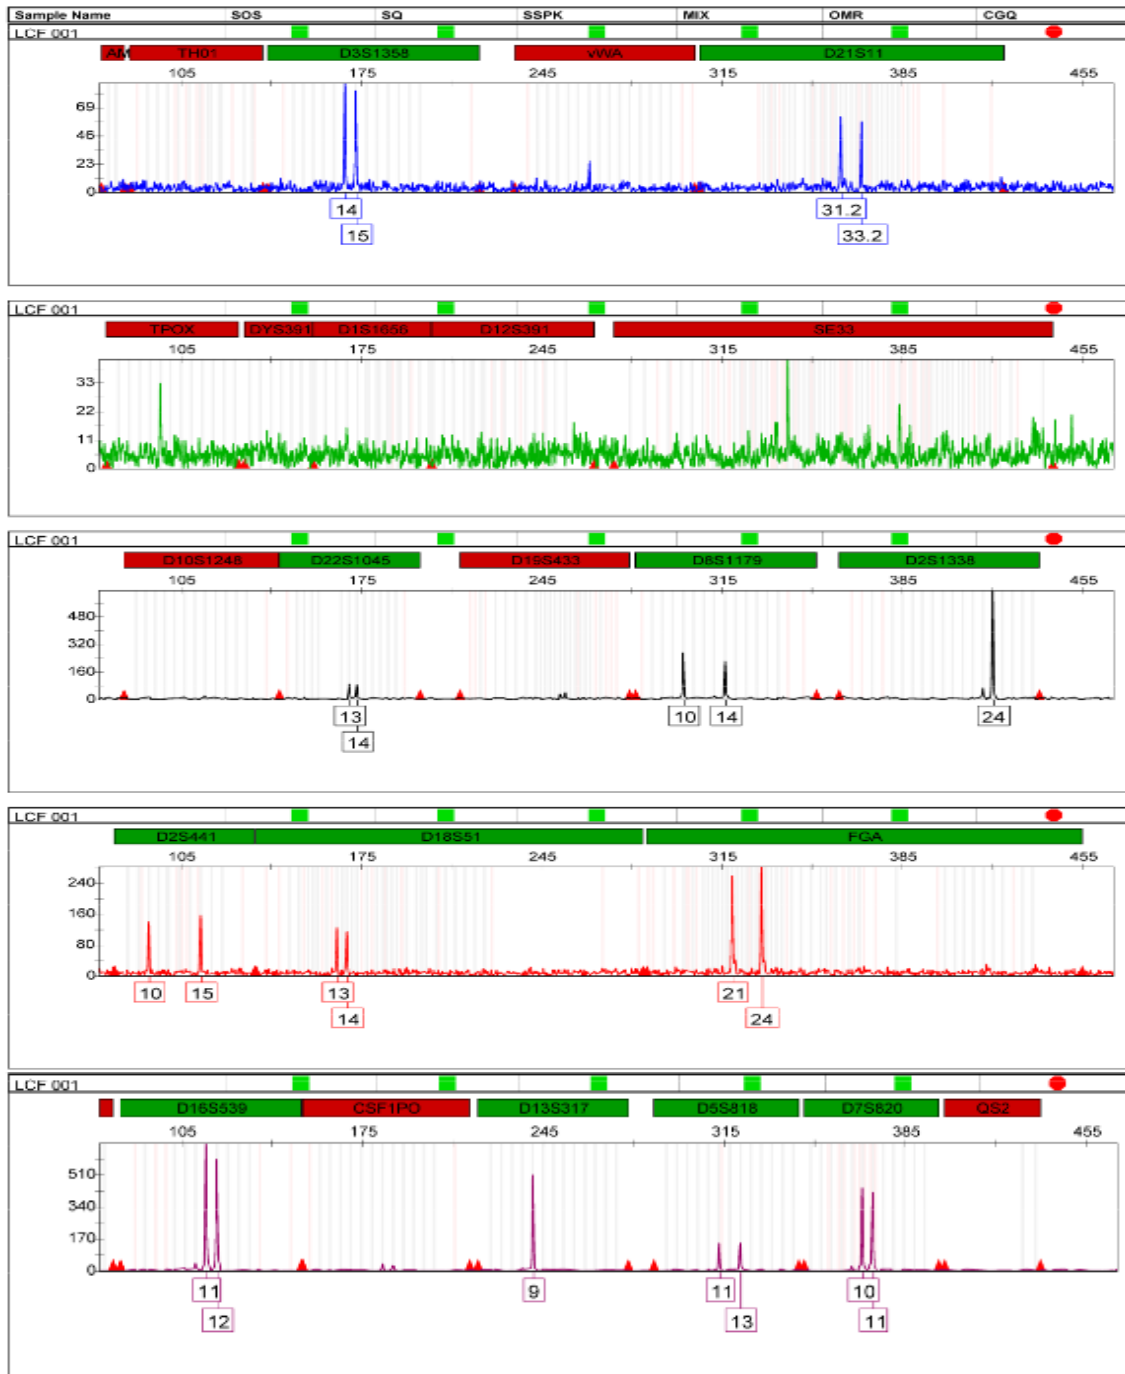 Sample Name SOS SQ SSPK MIX OMR CGQ
LCF 001
AM TH01 D3S1358 vWA D21S11
105 175 245 315 385 455
69
46
23
0
14 31.2
15 33.2
LCF 001
TPOX DYS391 D1S1656 D12S391 SE33
105 175 245 315 385 455
33
22
11
0
LCF 001
D10S1248 D22S1045 D19S433 D8S1179 D2S1338
105 175 245 315 385 455
480
320
160
0
13 10 14 24
14
LCF 001
D2S441 D18S51 FGA
105 175 245 315 385 455
240
160
80
0
10 15 13 21
14 24
LCF 001
D16S539 CSF1PO D13S317 D5S818 D7S820 QS2
105 175 245 315 385 455
510
340
170
0
11 9 11 10
12 13 11